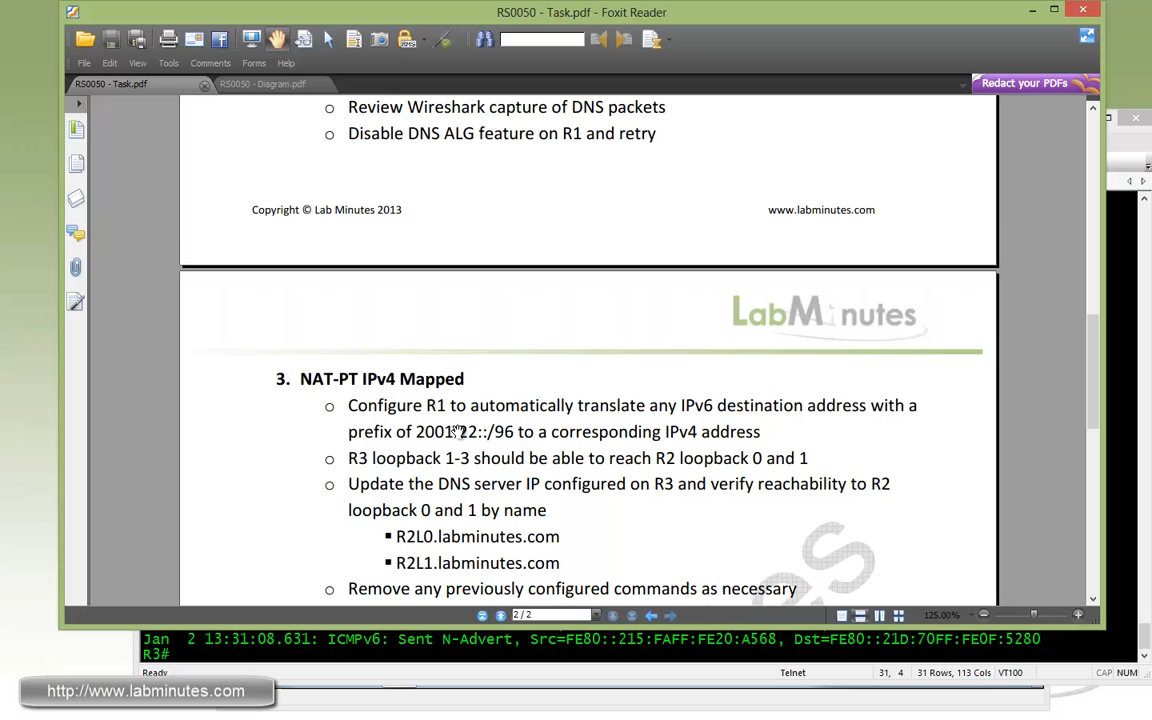 RS0050 - Task.pdf - Foxit Reader
File Edit View Tools Comments Forms Help
RS0050 - Task.pdf RS0050 - Diagram.pdf Redact your PDFs
o Review Wireshark capture of DNS packets
o Disable DNS ALG feature on R1 and retry
Copyright © Lab Minutes 2013 www.labminutes.com
LabMinutes
3. NAT-PT IPv4 Mapped
o Configure R1 to automatically translate any IPv6 destination address with a
prefix of 2001:22::/96 to a corresponding IPv4 address
o R3 loopback 1-3 should be able to reach R2 loopback 0 and 1
o Update the DNS server IP configured on R3 and verify reachability to R2
loopback 0 and 1 by name
▪ R2L0.labminutes.com
▪ R2L1.labminutes.com
o Remove any previously configured commands as necessary
2/2 125.00%
Jan 2 13:31:08.631: ICMPv6: Sent N-Advert, Src=FE80::215:FAFF:FE20:A568, Dst=FE80::21D:70FF:FE0F:5280
R3#
Ready Telnet 31, 4 31 Rows, 113 Cols VT100 CAP NUM
http://www.labminutes.com